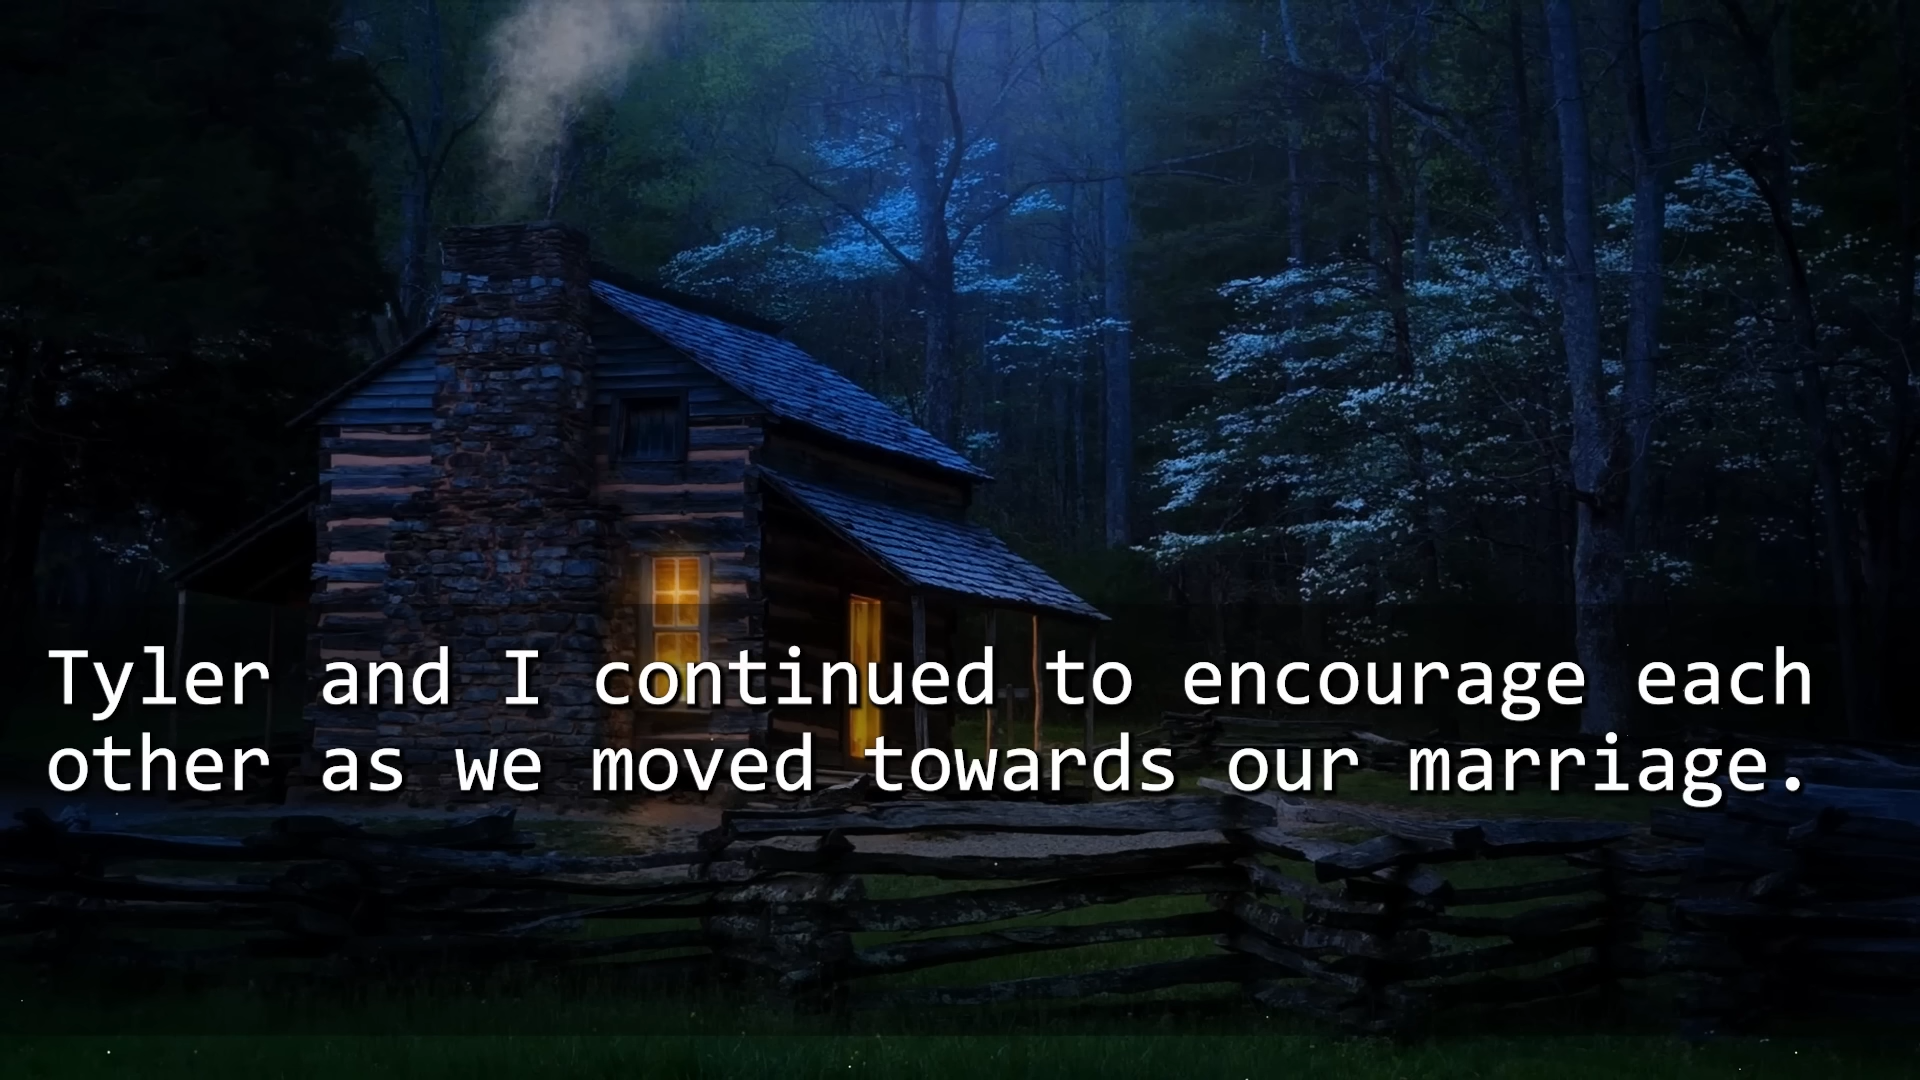 Tyler and I continued to encourage each
other as we moved towards our marriage.